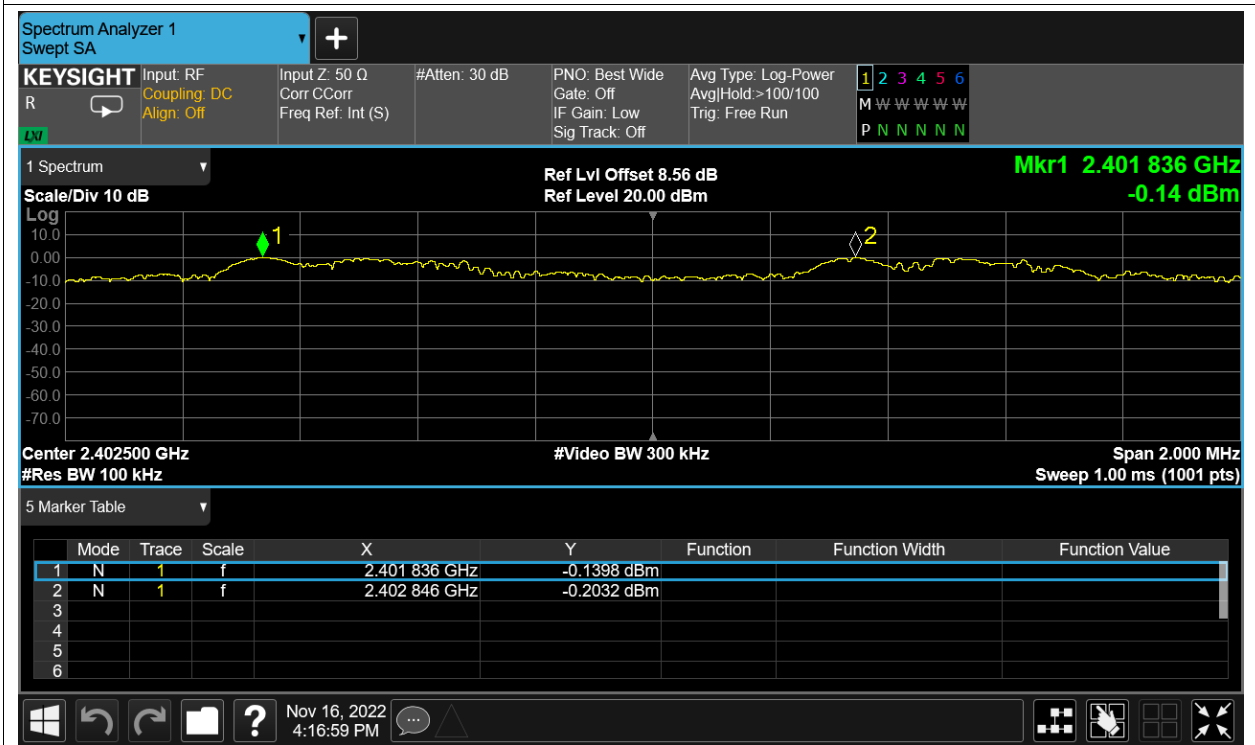 Spectrum Analyzer 1
Swept SA
+
KEYSIGHT Input: RF Input Z: 50 Ω #Atten: 30 dB PNO: Best Wide Avg Type: Log-Power 1 2 3 4 5 6
R Coupling: DC Corr CCorr Gate: Off Avg|Hold:>100/100 M W W W W W
Align: Off Freq Ref: Int (S) IF Gain: Low Trig: Free Run
LXI Sig Track: Off P N N N N N
1 Spectrum Ref Lvl Offset 8.56 dB Mkr1 2.401 836 GHz
Scale/Div 10 dB Ref Level 20.00 dBm -0.14 dBm
Log
10.0 1 2
0.00
-10.0
-20.0
-30.0
-40.0
-50.0
-60.0
-70.0
Center 2.402500 GHz #Video BW 300 kHz Span 2.000 MHz
#Res BW 100 kHz Sweep 1.00 ms (1001 pts)
5 Marker Table
Mode Trace Scale X Y Function Function Width Function Value
1 N 1 f 2.401 836 GHz -0.1398 dBm
2 N 1 f 2.402 846 GHz -0.2032 dBm
3
4
5
6
? Nov 16, 2022
4:16:59 PM